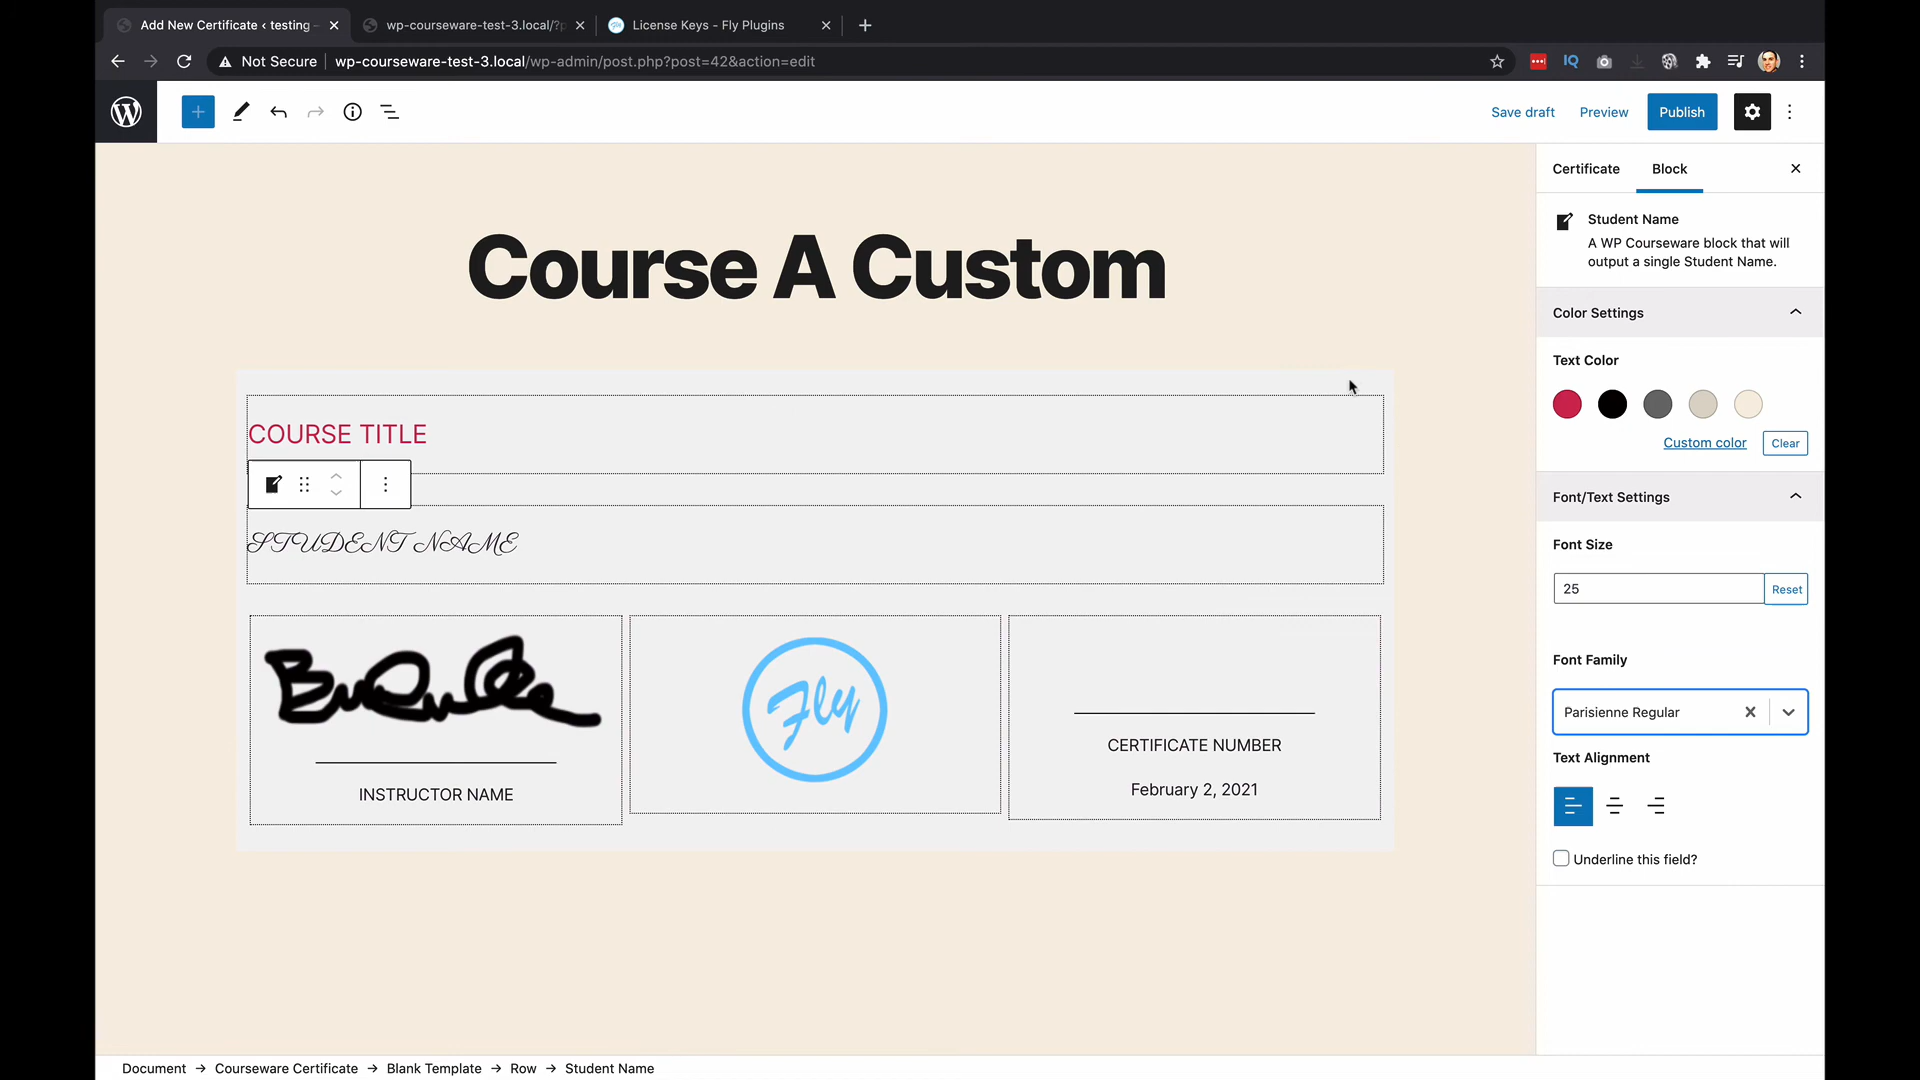 Add New Certificate ‹ testing –
wp-courseware-test-3.local/?p
License Keys - Fly Plugins
Not Secure
wp-courseware-test-3.local/wp-admin/post.php?post=42&action=edit
IQ
Save draft
Preview
Publish
Certificate
Block
Student Name
A WP Courseware block that will
output a single Student Name.
Color Settings
Text Color
Custom color
Clear
Font/Text Settings
Font Size
25
Reset
Font Family
Parisienne Regular
Text Alignment
Underline this field?
Course A Custom
COURSE TITLE
STUDENT NAME
INSTRUCTOR NAME
Fly
CERTIFICATE NUMBER
February 2, 2021
Document → Courseware Certificate → Blank Template → Row → Student Name